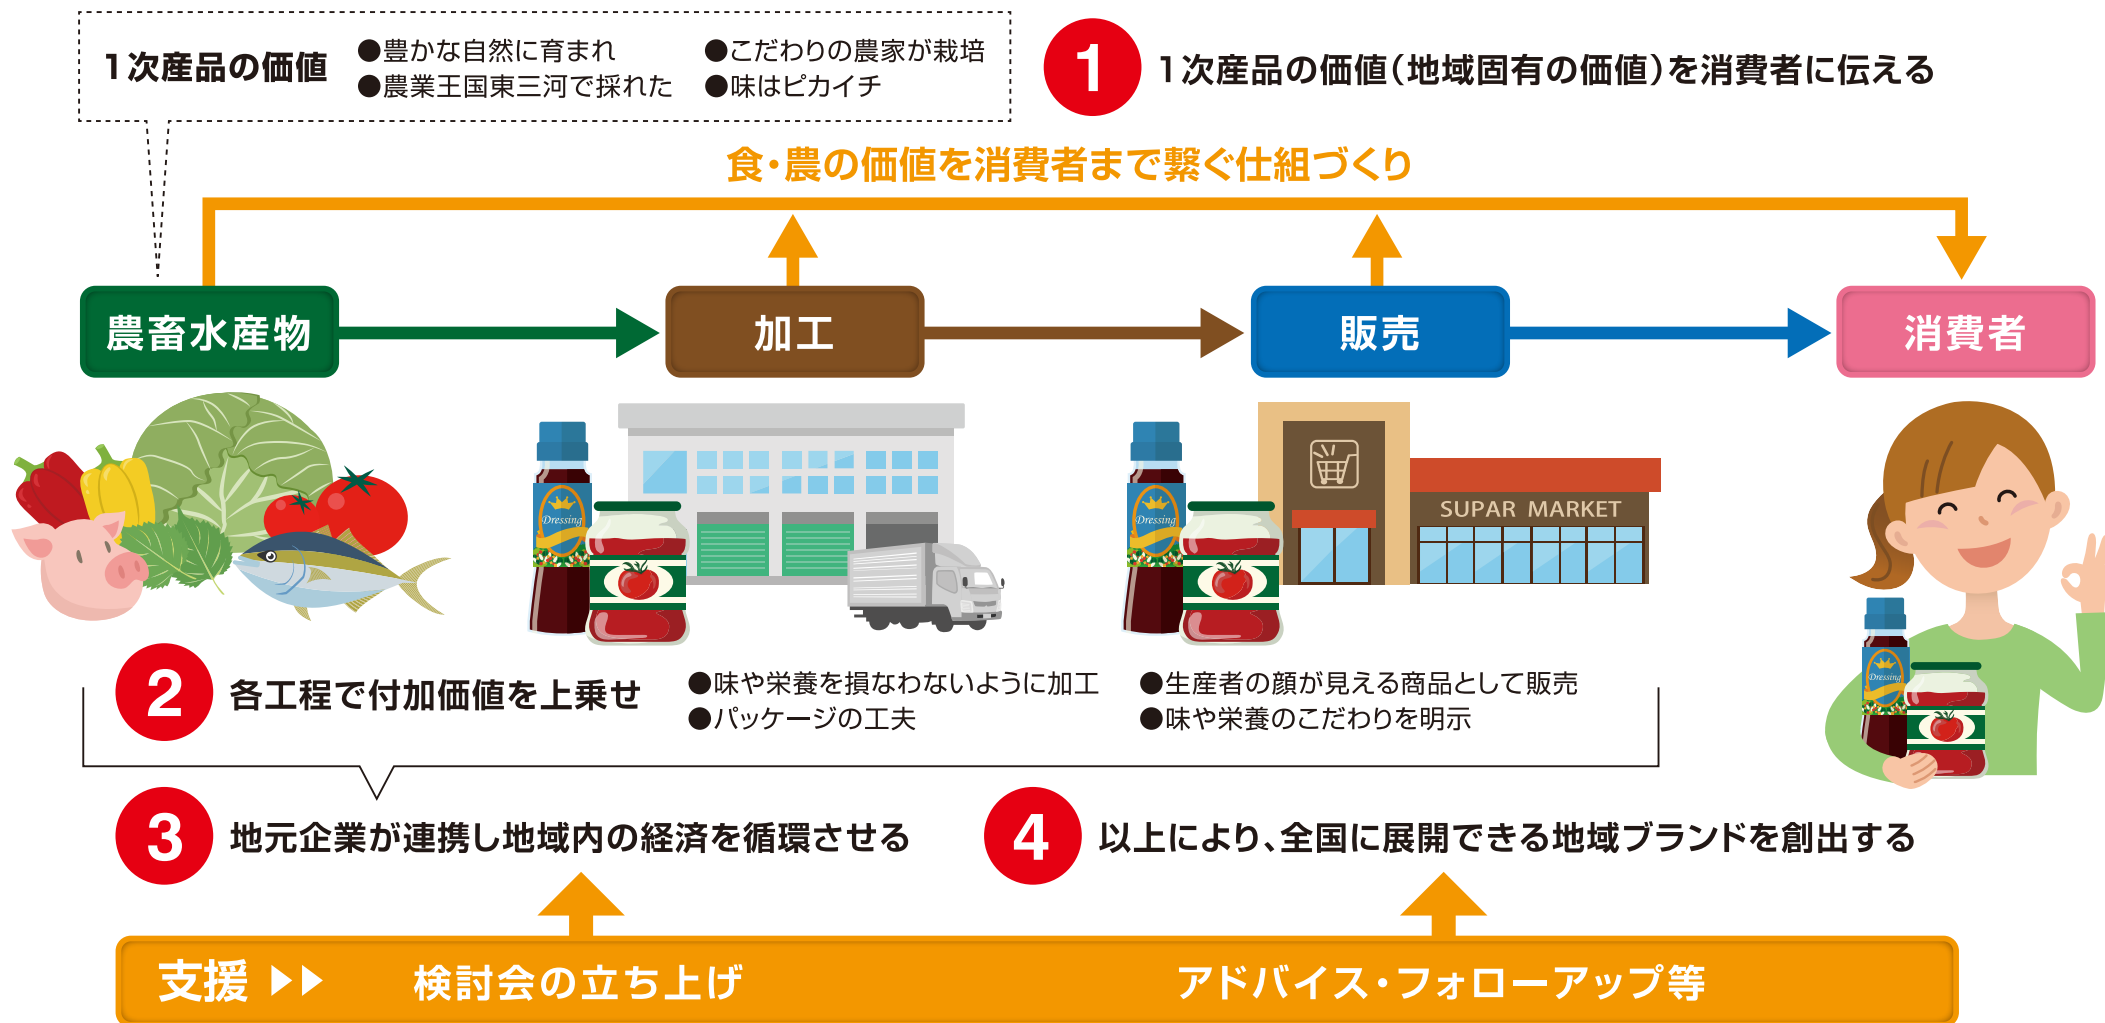 1次産品の価値
●豊かな自然に育まれ
●農業王国東三河で採れた
●こだわりの農家が栽培
●味はピカイチ
1 1次産品の価値（地域固有の価値）を消費者に伝える
食・農の価値を消費者まで繋ぐ仕組づくり
農畜水産物
加工
販売
消費者
Dressing
Dressing
SUPAR MARKET
Dressing
2 各工程で付加価値を上乗せ
●味や栄養を損なわないように加工
●パッケージの工夫
●生産者の顔が見える商品として販売
●味や栄養のこだわりを明示
3 地元企業が連携し地域内の経済を循環させる
4 以上により、全国に展開できる地域ブランドを創出する
支援 ▶▶ 検討会の立ち上げ
アドバイス・フォローアップ等